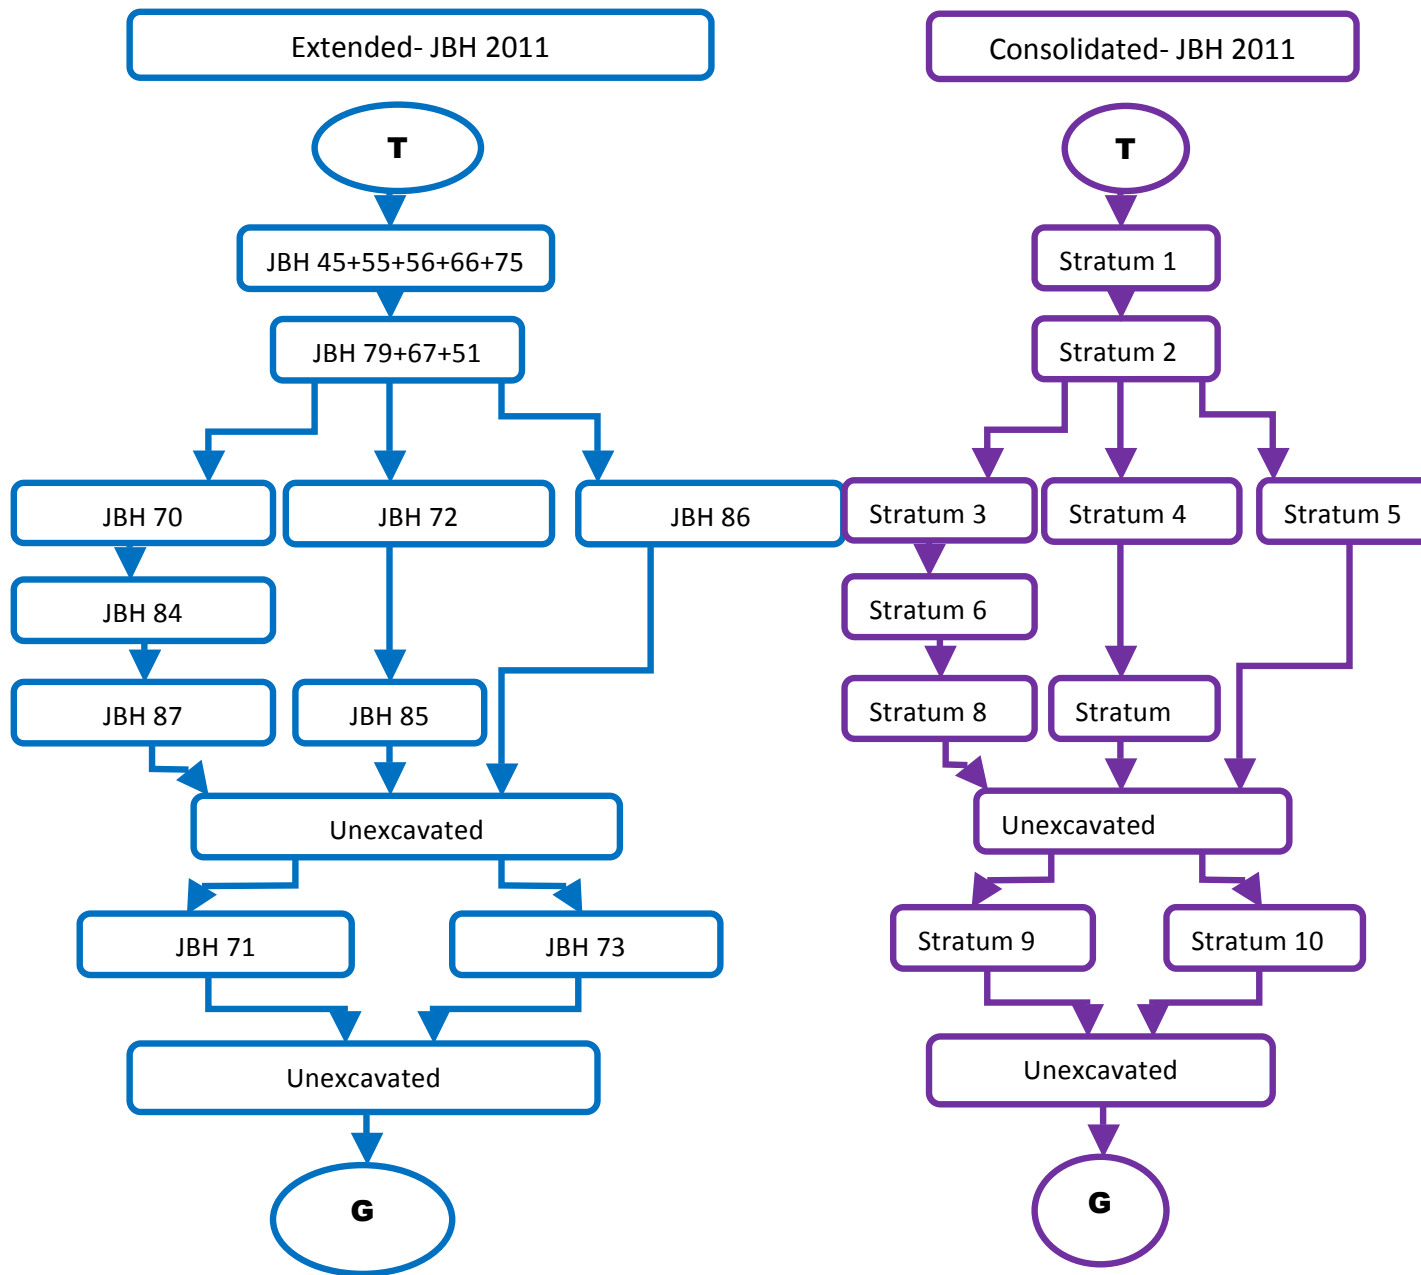 Extended- JBH 2011
T
JBH 45+55+56+66+75
JBH 79+67+51
JBH 70
JBH 72
JBH 86
JBH 84
JBH 87
JBH 85
Unexcavated
JBH 71
JBH 73
Unexcavated
G
Consolidated- JBH 2011
T
Stratum 1
Stratum 2
Stratum 3
Stratum 4
Stratum 5
Stratum 6
Stratum 8
Stratum
Unexcavated
Stratum 9
Stratum 10
Unexcavated
G